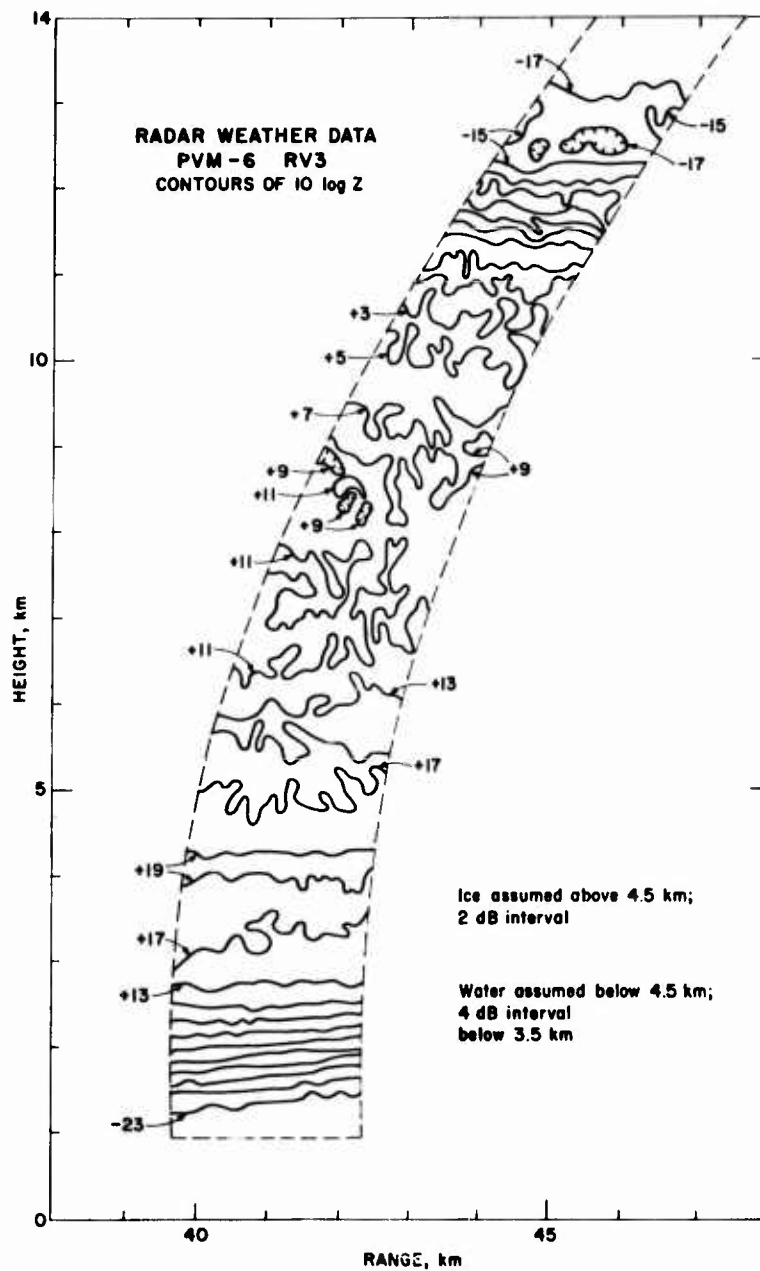 14
RADAR WEATHER DATA
PVM-6 RV3
CONTOURS OF 10 log Z
-17
-15
-15
-17
+3
10
+5
+7
+9
+9
+11
+9
+11
HEIGHT, km
+11
+13
+17
5
+19
Ice assumed above 4.5 km;
2 dB interval
+17
+13
Water assumed below 4.5 km;
4 dB interval
below 3.5 km
-23
0
40
45
RANGE, km